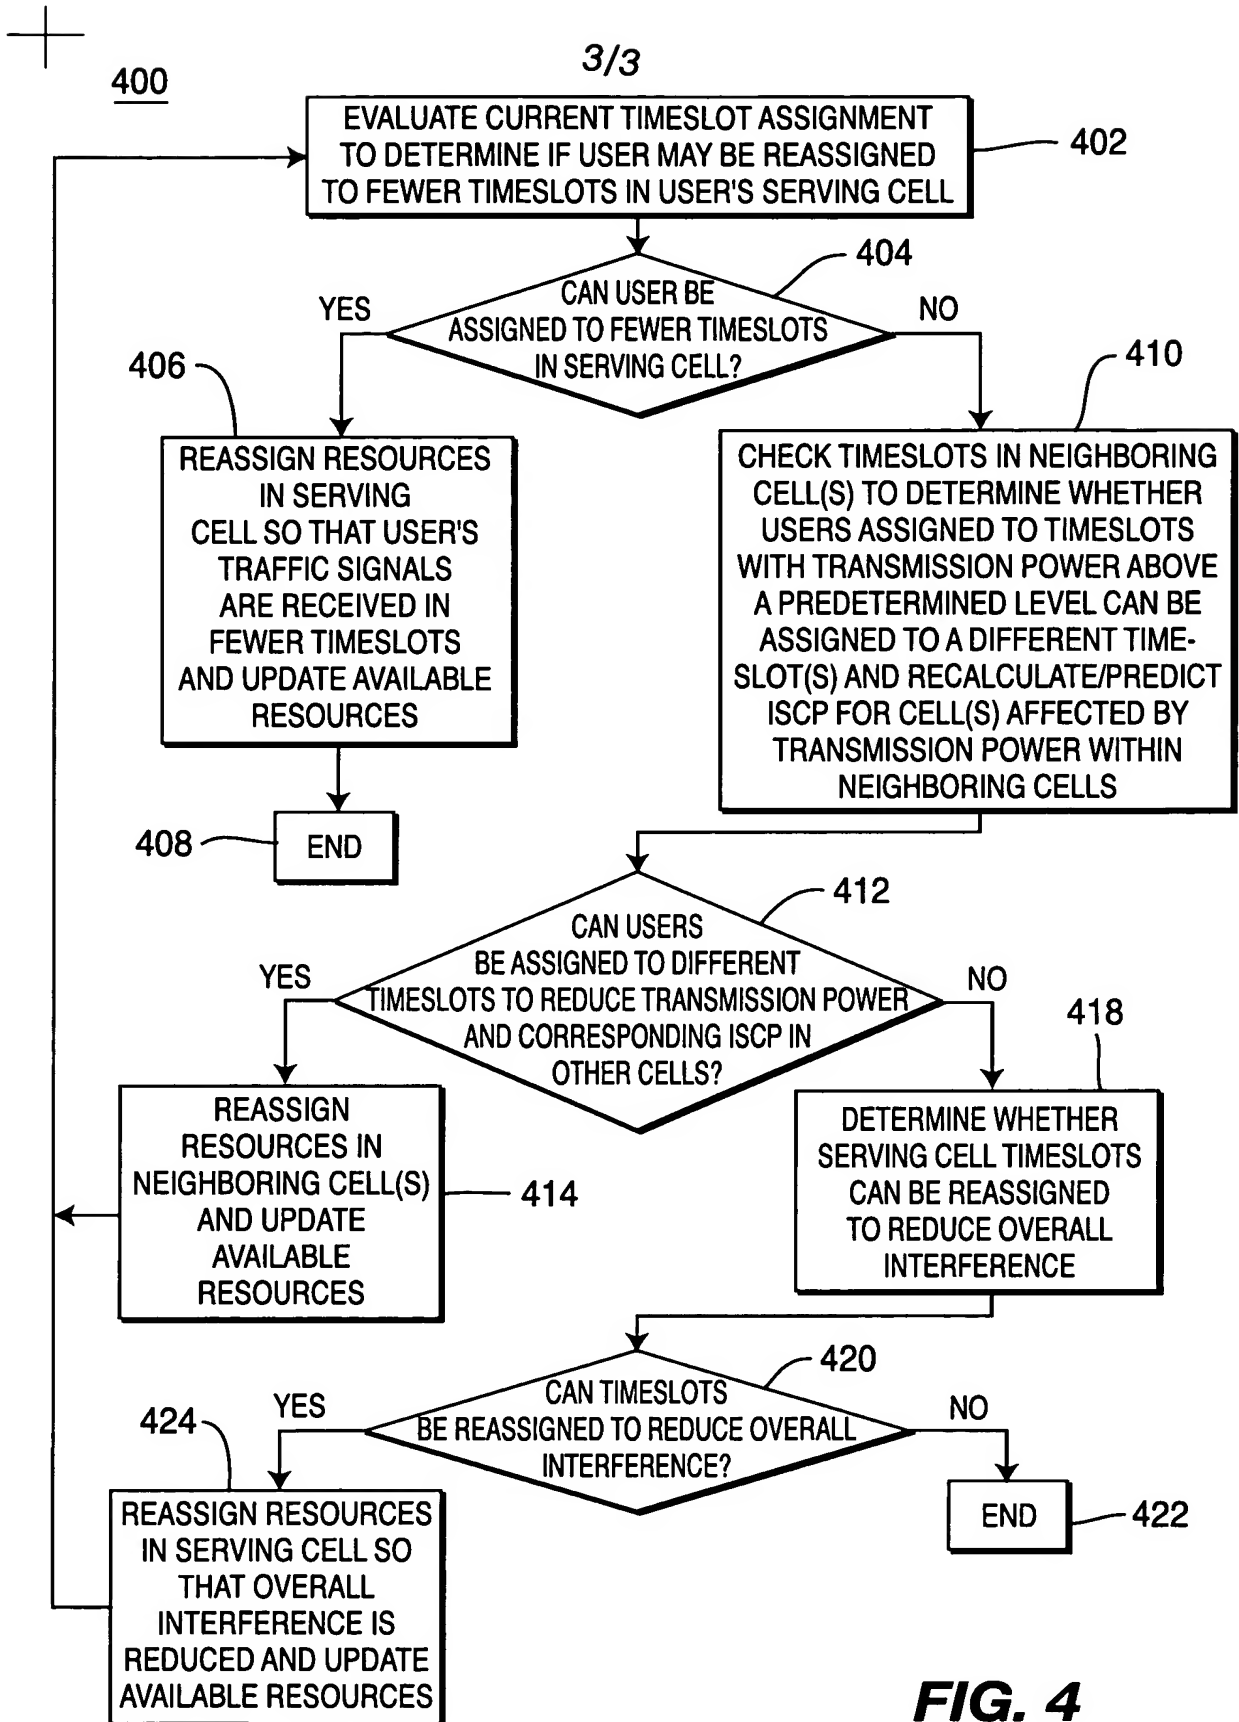 3/3
400
EVALUATE CURRENT TIMESLOT ASSIGNMENT
TO DETERMINE IF USER MAY BE REASSIGNED
TO FEWER TIMESLOTS IN USER'S SERVING CELL
402
404
CAN USER BE
ASSIGNED TO FEWER TIMESLOTS
IN SERVING CELL?
YES
NO
406
REASSIGN RESOURCES
IN SERVING
CELL SO THAT USER'S
TRAFFIC SIGNALS
ARE RECEIVED IN
FEWER TIMESLOTS
AND UPDATE AVAILABLE
RESOURCES
408
END
410
CHECK TIMESLOTS IN NEIGHBORING
CELL(S) TO DETERMINE WHETHER
USERS ASSIGNED TO TIMESLOTS
WITH TRANSMISSION POWER ABOVE
A PREDETERMINED LEVEL CAN BE
ASSIGNED TO A DIFFERENT TIME-
SLOT(S) AND RECALCULATE/PREDICT
ISCP FOR CELL(S) AFFECTED BY
TRANSMISSION POWER WITHIN
NEIGHBORING CELLS
412
CAN USERS
BE ASSIGNED TO DIFFERENT
TIMESLOTS TO REDUCE TRANSMISSION POWER
AND CORRESPONDING ISCP IN
OTHER CELLS?
YES
NO
REASSIGN
RESOURCES IN
NEIGHBORING CELL(S)
AND UPDATE
AVAILABLE
RESOURCES
414
418
DETERMINE WHETHER
SERVING CELL TIMESLOTS
CAN BE REASSIGNED
TO REDUCE OVERALL
INTERFERENCE
420
CAN TIMESLOTS
BE REASSIGNED TO REDUCE OVERALL
INTERFERENCE?
YES
NO
424
REASSIGN RESOURCES
IN SERVING CELL SO
THAT OVERALL
INTERFERENCE IS
REDUCED AND UPDATE
AVAILABLE RESOURCES
END
422
FIG. 4